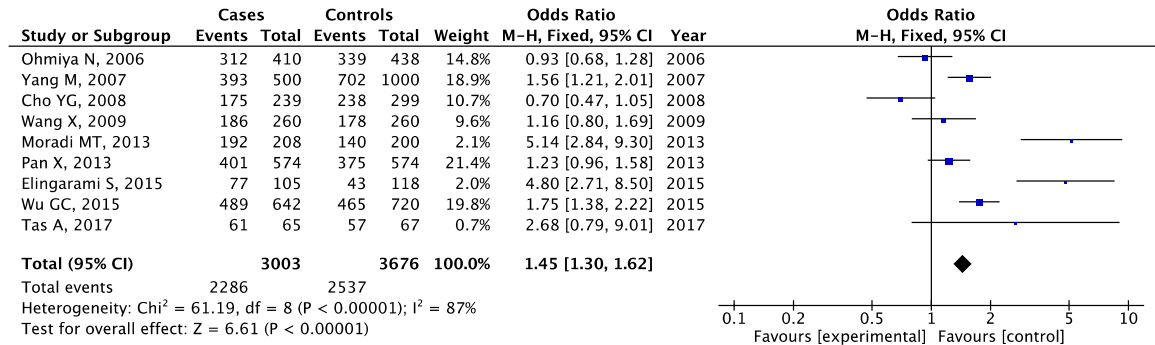 Cases Controls Odds Ratio Odds Ratio
Study or Subgroup Events Total Events Total Weight M-H, Fixed, 95% CI Year M-H, Fixed, 95% CI
Ohmiya N, 2006 312 410 339 438 14.8% 0.93 [0.68, 1.28] 2006
Yang M, 2007 393 500 702 1000 18.9% 1.56 [1.21, 2.01] 2007
Cho YG, 2008 175 239 238 299 10.7% 0.70 [0.47, 1.05] 2008
Wang X, 2009 186 260 178 260 9.6% 1.16 [0.80, 1.69] 2009
Moradi MT, 2013 192 208 140 200 2.1% 5.14 [2.84, 9.30] 2013
Pan X, 2013 401 574 375 574 21.4% 1.23 [0.96, 1.58] 2013
Elingarami S, 2015 77 105 43 118 2.0% 4.80 [2.71, 8.50] 2015
Wu GC, 2015 489 642 465 720 19.8% 1.75 [1.38, 2.22] 2015
Tas A, 2017 61 65 57 67 0.7% 2.68 [0.79, 9.01] 2017
Total (95% CI) 3003 3676 100.0% 1.45 [1.30, 1.62]
Total events 2286 2537
Heterogeneity: Chi² = 61.19, df = 8 (P < 0.00001); I² = 87%
Test for overall effect: Z = 6.61 (P < 0.00001)
0.1 0.2 0.5 1 2 5 10
Favours [experimental] Favours [control]